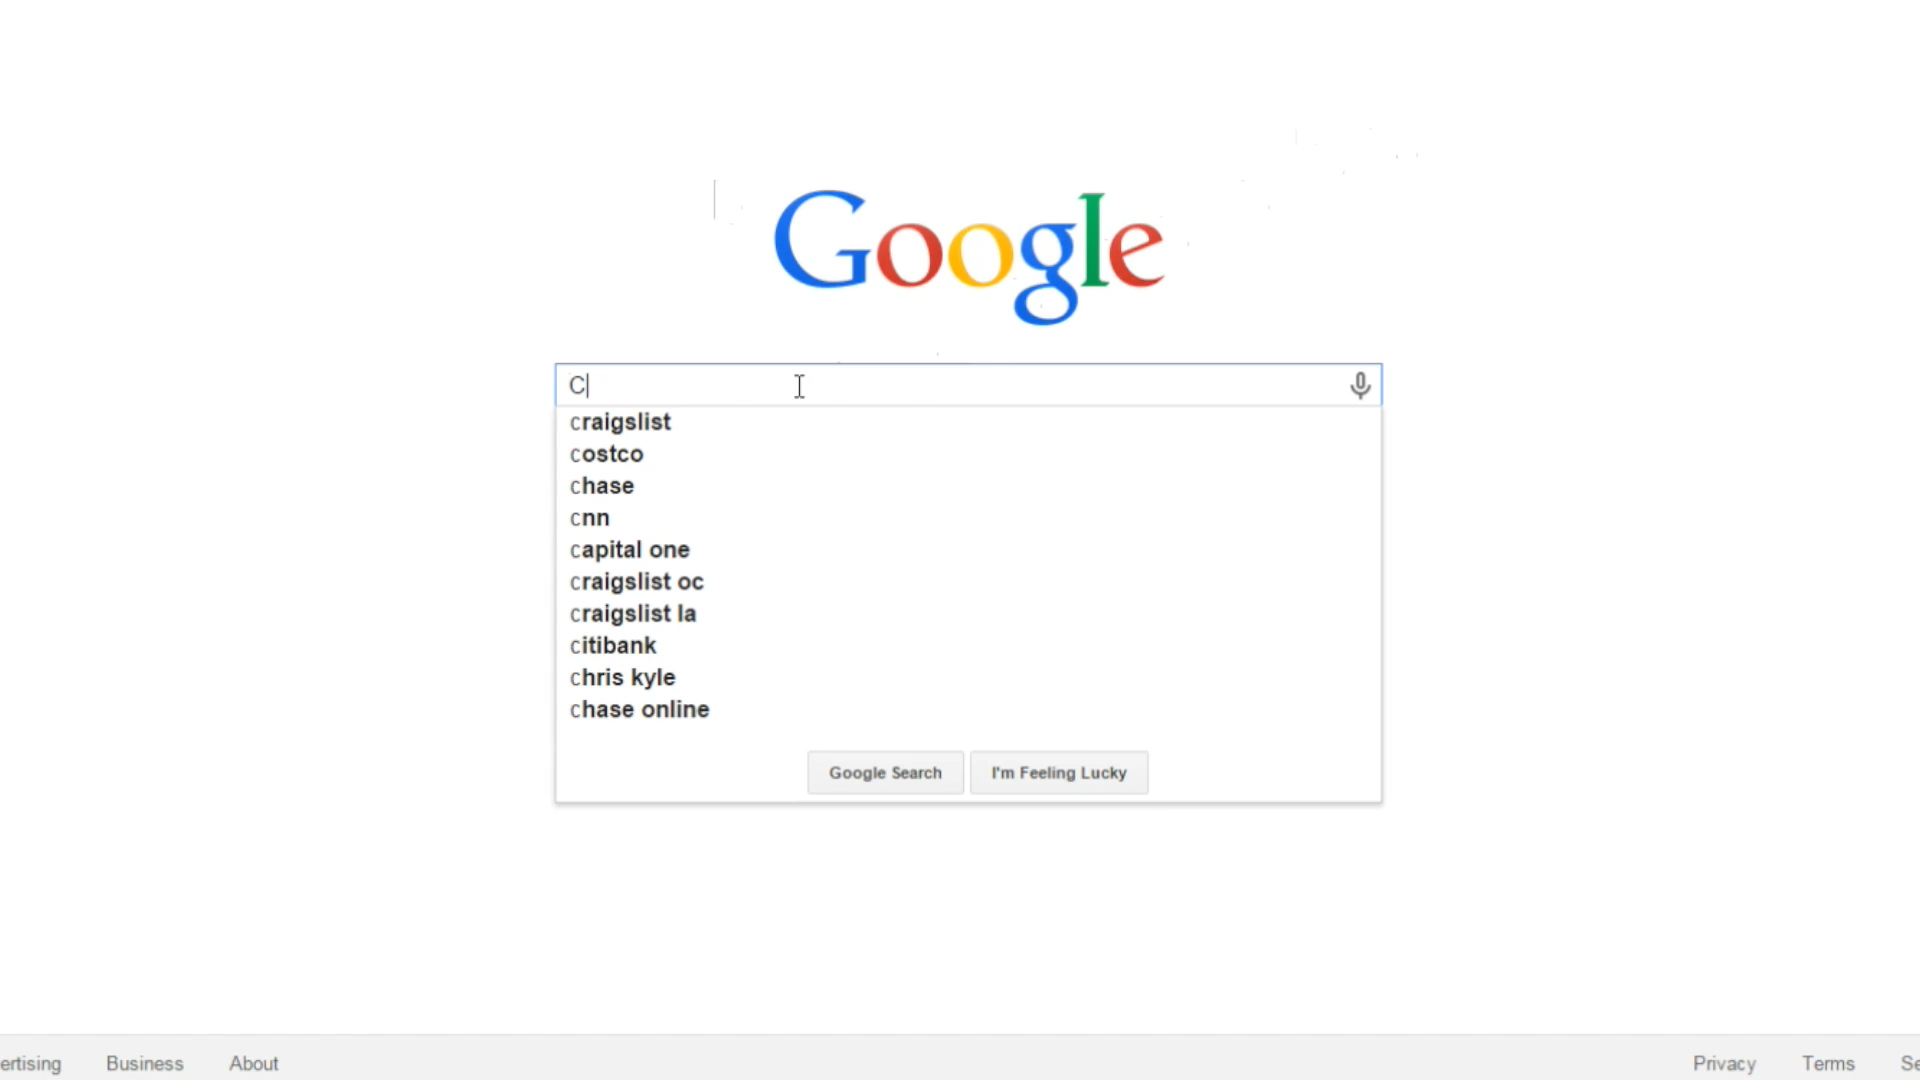 Google
C
craigslist
costco
chase
cnn
capital one
craigslist oc
craigslist la
citibank
chris kyle
chase online
Google Search I'm Feeling Lucky
ertising Business About Privacy Terms Se